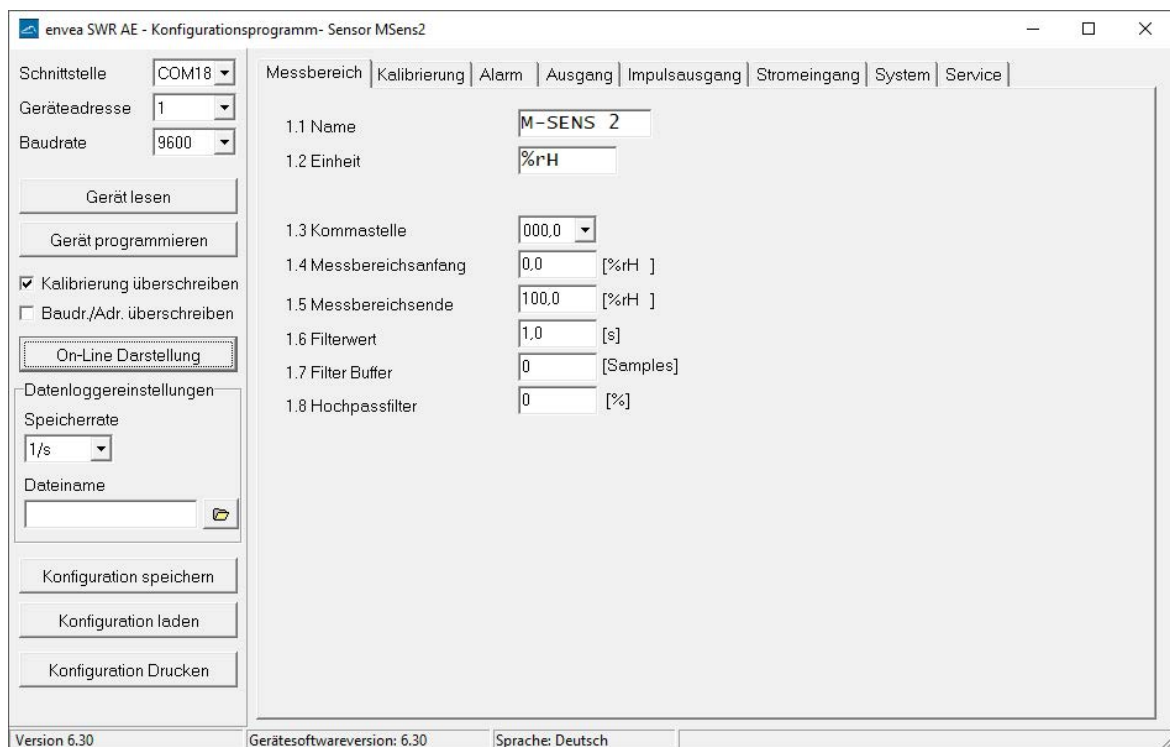 envea SWR AE - Konfigurationsprogramm- Sensor MSens2
Schnittstelle COM18
Geräteadresse 1
Baudrate 9600
Gerät lesen
Gerät programmieren
Kalibrierung überschreiben
Baudr./Adr. überschreiben
On-Line Darstellung
Datenloggereinstellungen
Speicherrate
1/s
Dateiname
Konfiguration speichern
Konfiguration laden
Konfiguration Drucken
Messbereich Kalibrierung Alarm Ausgang Impulsausgang Stromeingang System Service
1.1 Name M-SENS 2
1.2 Einheit %rH
1.3 Kommastelle 000,0
1.4 Messbereichsanfang 0,0 [%rH ]
1.5 Messbereichsende 100,0 [%rH ]
1.6 Filterwert 1,0 [s]
1.7 Filter Buffer 0 [Samples]
1.8 Hochpassfilter 0 [%]
Version 6.30 Gerätesoftwareversion: 6.30 Sprache: Deutsch